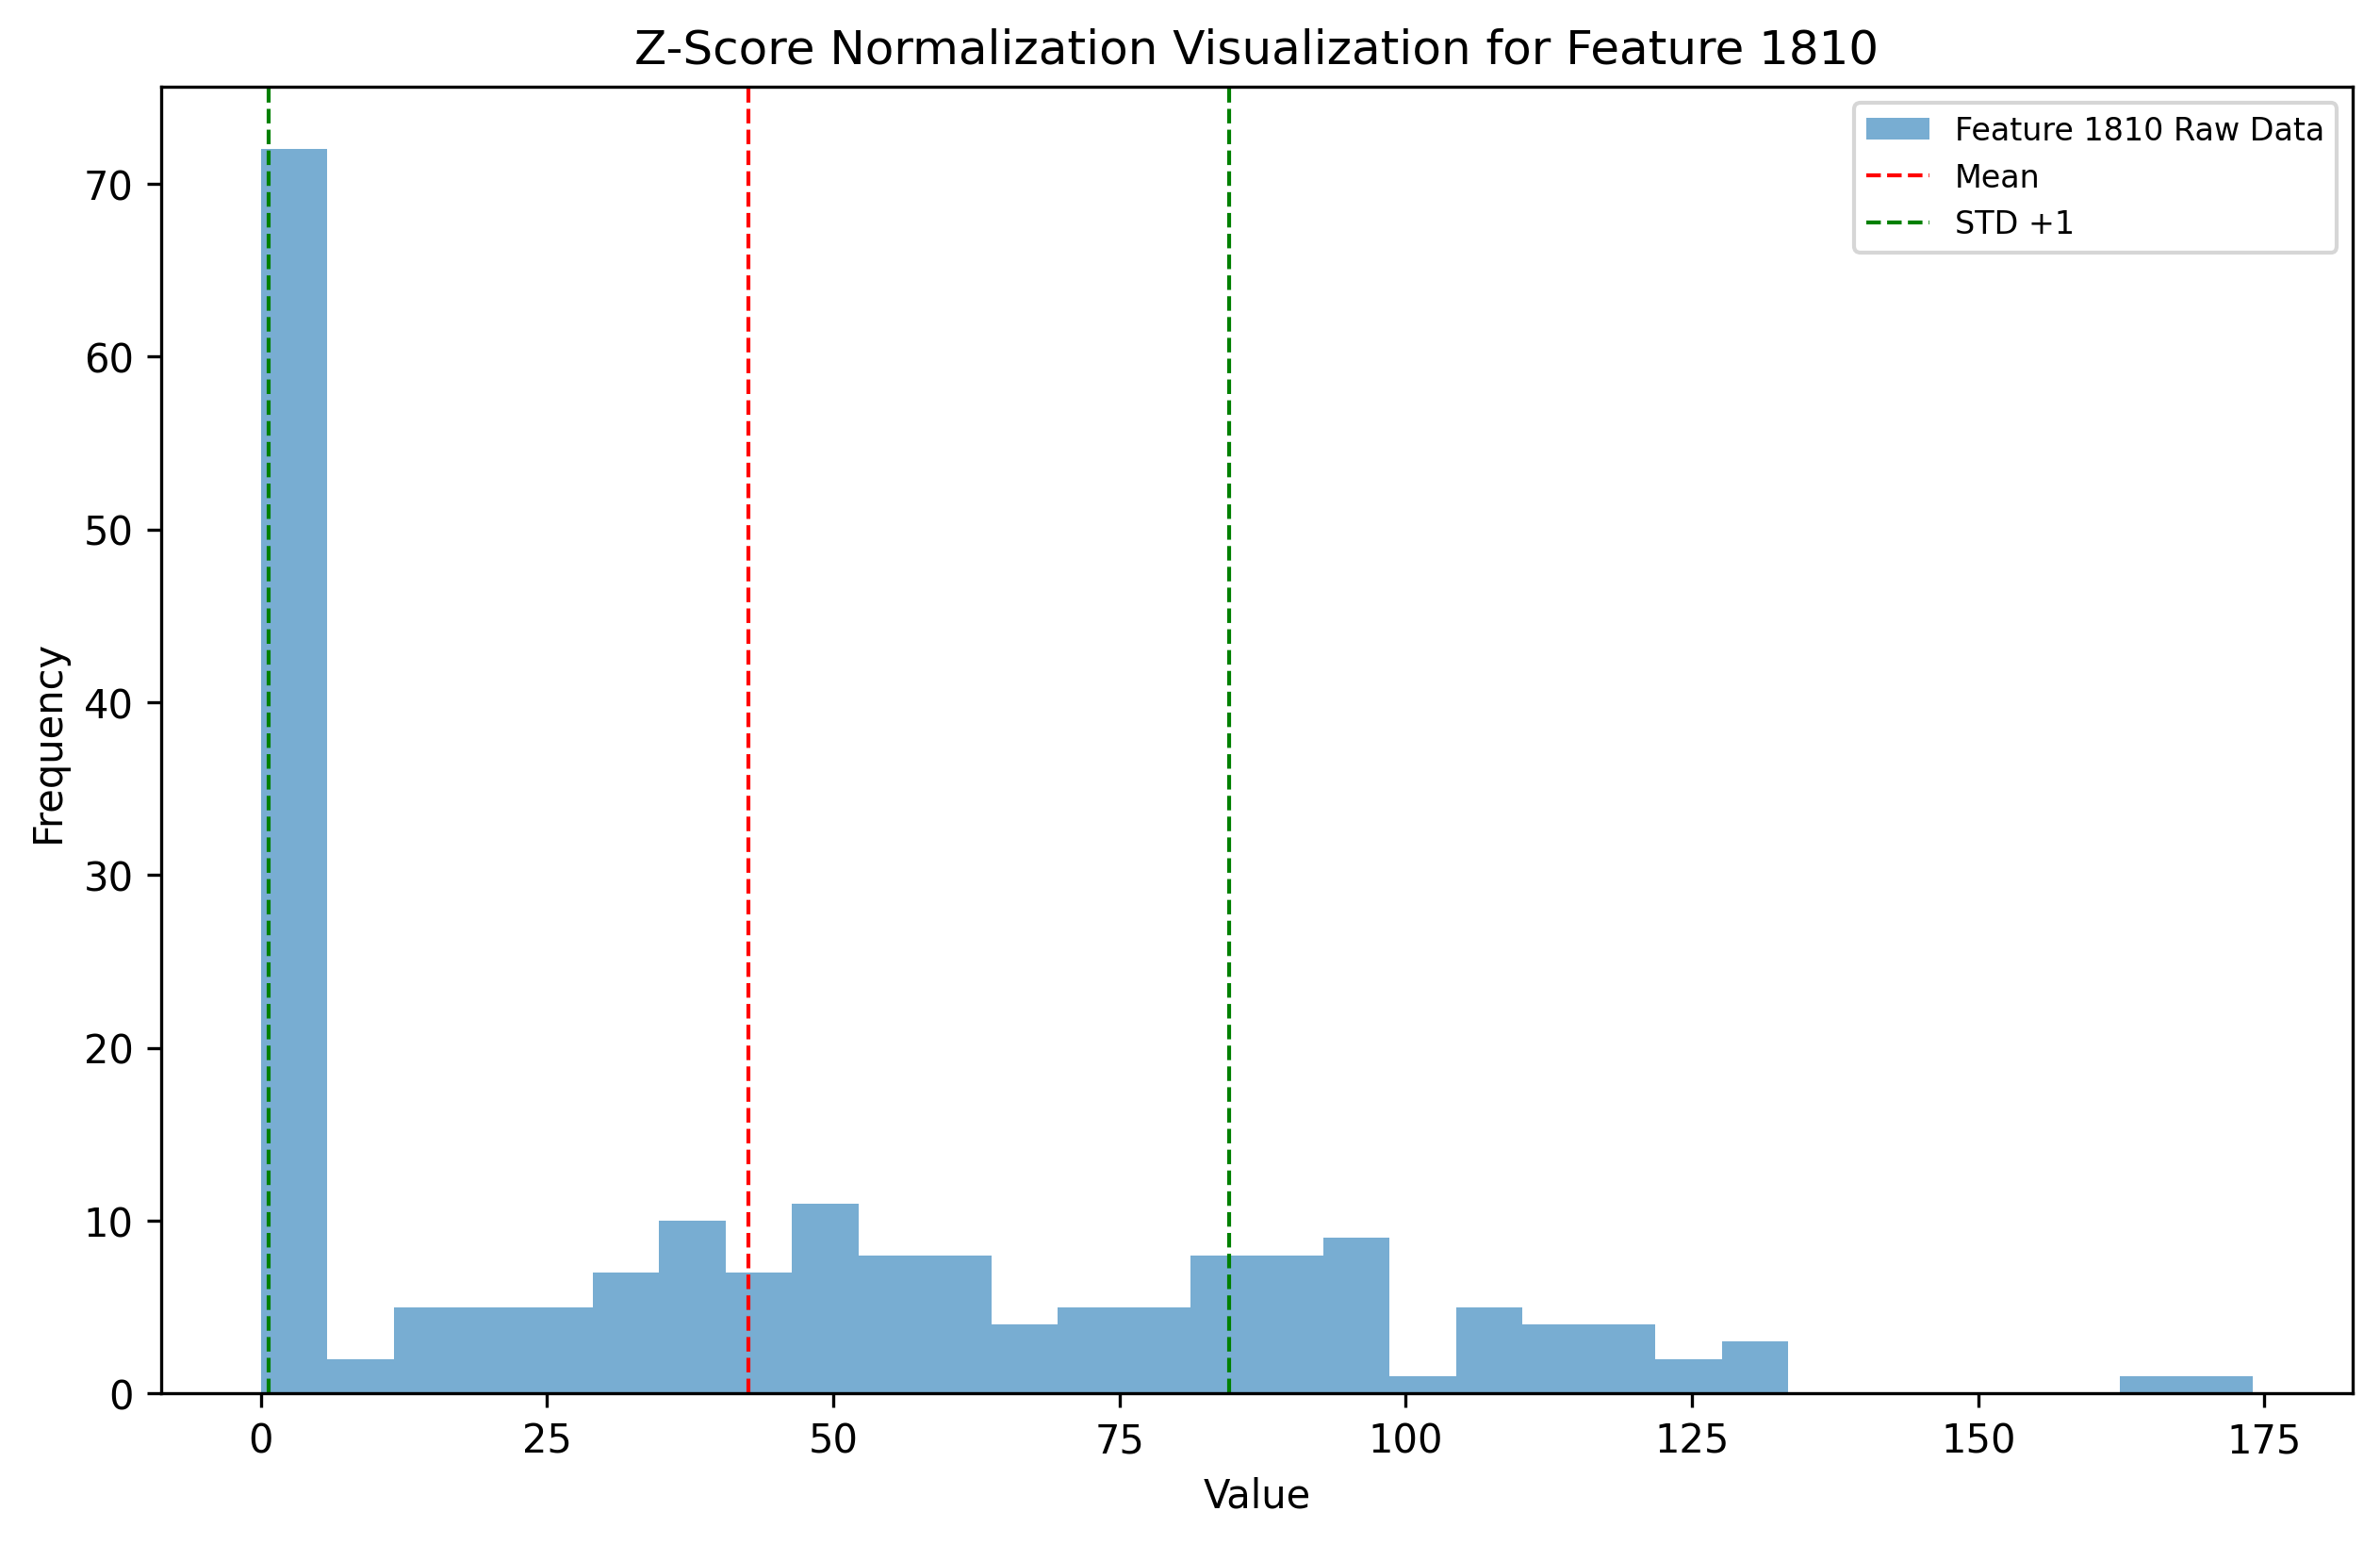 Z-Score Normalization Visualization for Feature 1810
Feature 1810 Raw Data
Mean
STD +1
Frequency
70
60
50
40
30
20
10
0
0 25 50 75 100 125 150 175
Value